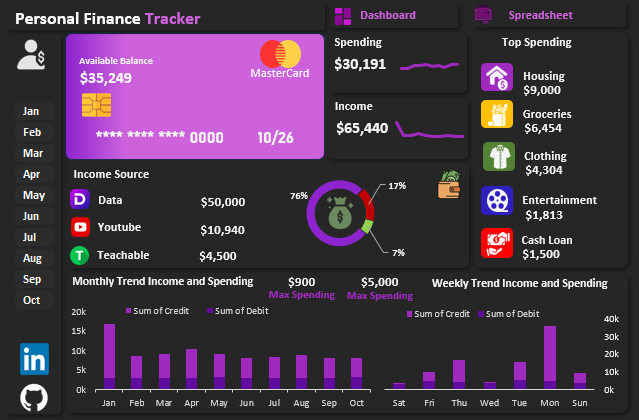 Personal Finance Tracker
Dashboard
Spreadsheet
Available Balance
$35,249
MasterCard
**** **** **** 0000
10/26
Spending
$30,191
Income
$65,440
Top Spending
Housing
$9,000
Groceries
$6,454
Clothing
$4,304
Entertainment
$1,813
Cash Loan
$1,500
Jan
Feb
Mar
Apr
May
Jun
Jul
Aug
Sep
Oct
Income Source
D
Data
$50,000
Youtube
$10,940
T
Teachable
$4,500
76%
17%
7%
Monthly Trend Income and Spending
$900
Max Spending
$5,000
Max Spending
Sum of Credit
Sum of Debit
20k
15k
10k
5k
0k
Jan Feb Mar Apr May Jun Jul Aug Sep Oct
Weekly Trend Income and Spending
Sum of Credit
Sum of Debit
40k
30k
20k
10k
0k
Sat Fri Thu Wed Tue Mon Sun
in